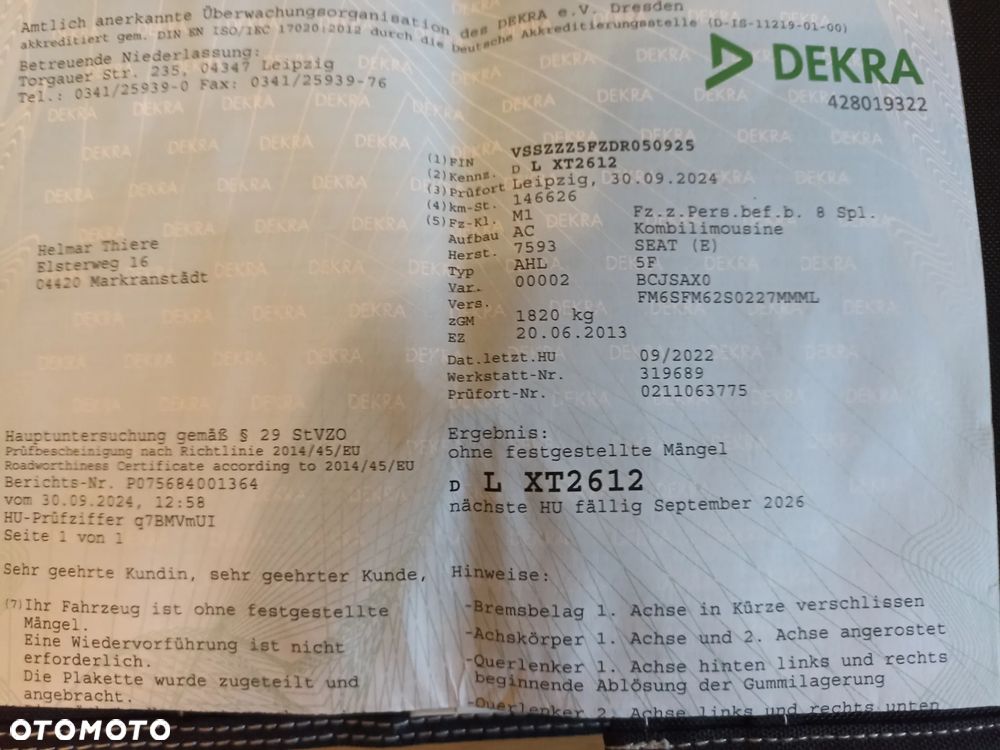 Amtlich anerkannte Überwachungsorganisation des DEKRA e.V. Dresden
akkreditiert gem. DIN EN ISO/IEC 17020:2012 durch die Deutsche Akkreditierungsstelle (D-IS-11219-01-00)
Betreuende Niederlassung:
Torgauer Str. 235, 04347 Leipzig
Tel.: 0341/25939-0 Fax: 0341/25939-76
DEKRA
428019322
(1) FIN VSSZZZ5FZDR050925
(2) Kennz. D L XT2612
(3) Prüfort Leipzig, 30.09.2024
(4) km-St. 146626
(5) Fz-Kl. M1 Fz.z.Pers.bef.b. 8 Spl.
Aufbau AC Kombilimousine
Herst. 7593 SEAT (E)
Typ AHL 5F
Var. 00002 BCJSAX0
Vers. FM6SFM62S0227MMML
zGM 1820 kg
EZ 20.06.2013
Dat.letzt.HU 09/2022
Werkstatt-Nr. 319689
Prüfort-Nr. 0211063775
Helmar Thiere
Elsterweg 16
04420 Markranstädt
Hauptuntersuchung gemäß § 29 StVZO
Prüfbescheinigung nach Richtlinie 2014/45/EU
Roadworthiness Certificate according to 2014/45/EU
Berichts-Nr. P075684001364
vom 30.09.2024, 12:58
HU-Prüfziffer q7BMVmUI
Seite 1 von 1
Ergebnis:
ohne festgestellte Mängel
D L XT2612
nächste HU fällig September 2026
Sehr geehrte Kundin, sehr geehrter Kunde,
(7) Ihr Fahrzeug ist ohne festgestellte
Mängel.
Eine Wiedervorführung ist nicht
erforderlich.
Die Plakette wurde zugeteilt und
angebracht.
Hinweise:
-Bremsbelag 1. Achse in Kürze verschlissen
-Achskörper 1. Achse und 2. Achse angerostet
-Querlenker 1. Achse hinten links und rechts
beginnende Ablösung der Gummilagerung
-Querlenker 2. Achse links und rechts unten
OTOMOTO